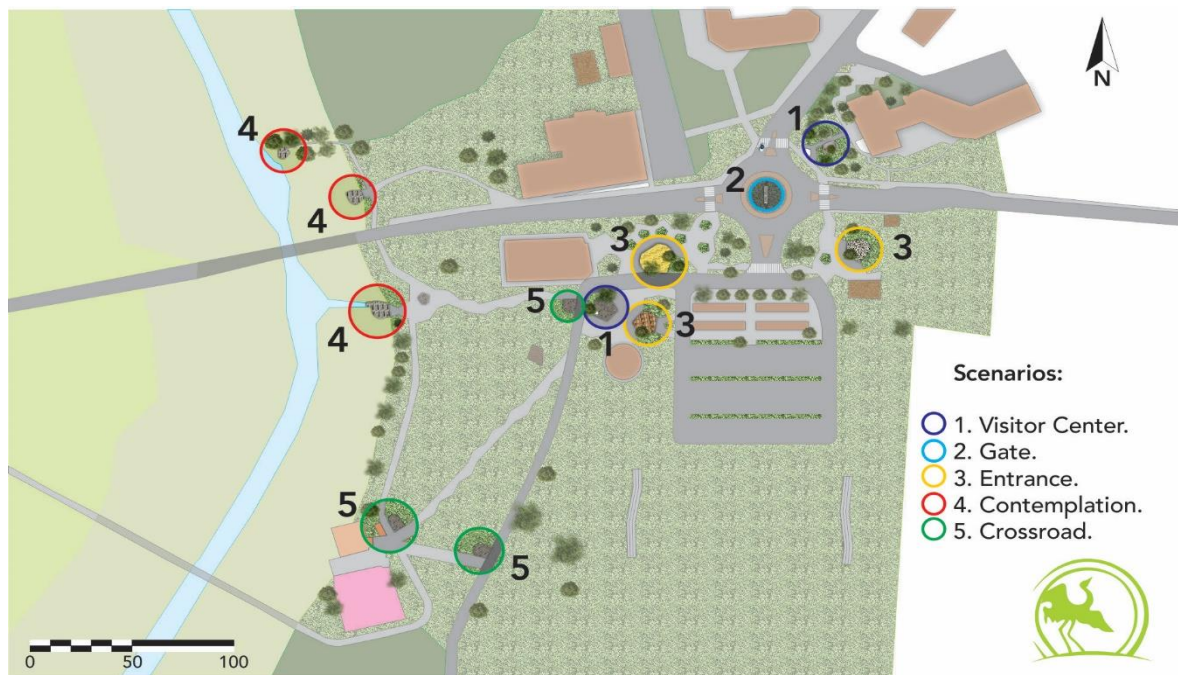 N
1
4
2
4
3
3
5
4
1
3
Scenarios:
1. Visitor Center.
2. Gate.
3. Entrance.
4. Contemplation.
5. Crossroad.
5
5
0 50 100